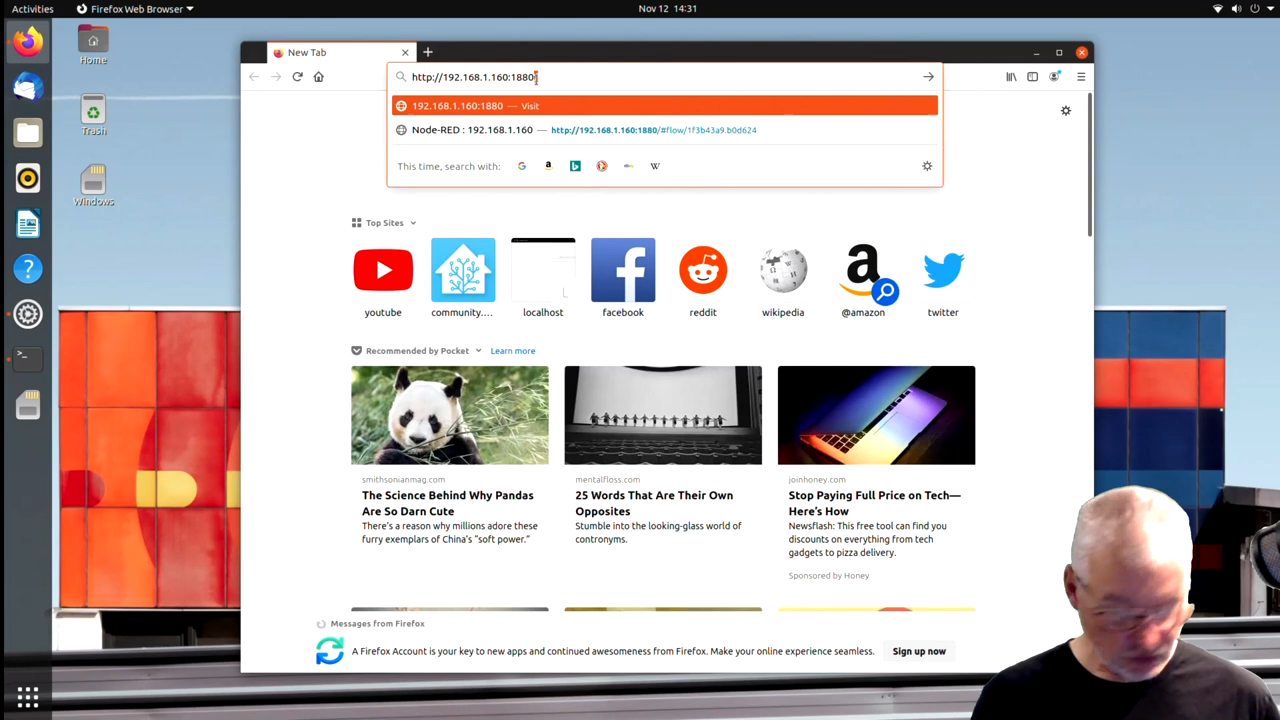 Activities
Firefox Web Browser
Nov 12 14:31
Home
Trash
Windows
New Tab
http://192.168.1.160:1880
192.168.1.160:1880 — Visit
Node-RED : 192.168.1.160 — http://192.168.1.160:1880/#flow/1f3b43a9.b0d624
This time, search with:
Top Sites
youtube
community....
localhost
facebook
reddit
wikipedia
@amazon
twitter
Recommended by Pocket
Learn more
smithsonianmag.com
The Science Behind Why Pandas
Are So Darn Cute
There's a reason why millions adore these
furry exemplars of China's "soft power."
mentalfloss.com
25 Words That Are Their Own
Opposites
Stumble into the looking-glass world of
contronyms.
joinhoney.com
Stop Paying Full Price on Tech—
Here's How
Newsflash: This free tool can find you
discounts on everything from tech
gadgets to pizza delivery.
Sponsored by Honey
Messages from Firefox
A Firefox Account is your key to new apps and continued awesomeness from Firefox. Make your online experience seamless.
Sign up now